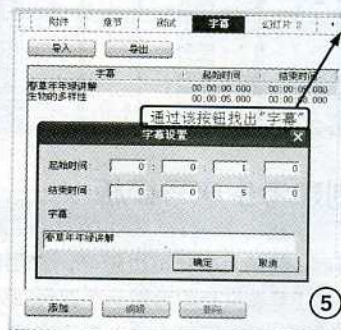 附件 章节 测试 字幕 幻灯片 2
导入 导出
字幕 起始时间 结束时间
春草年年绿讲解 00:00:00.000 00:00:05.000
生物的多样性 00:00:05.000
通过该按钮找出“字幕”
字幕设置
起始时间: 0 : 0 : 1 . 0
结束时间: 0 : 0 : 5 . 0
字幕
春草年年绿讲解
确定 取消
添加 编辑 删除
⑤